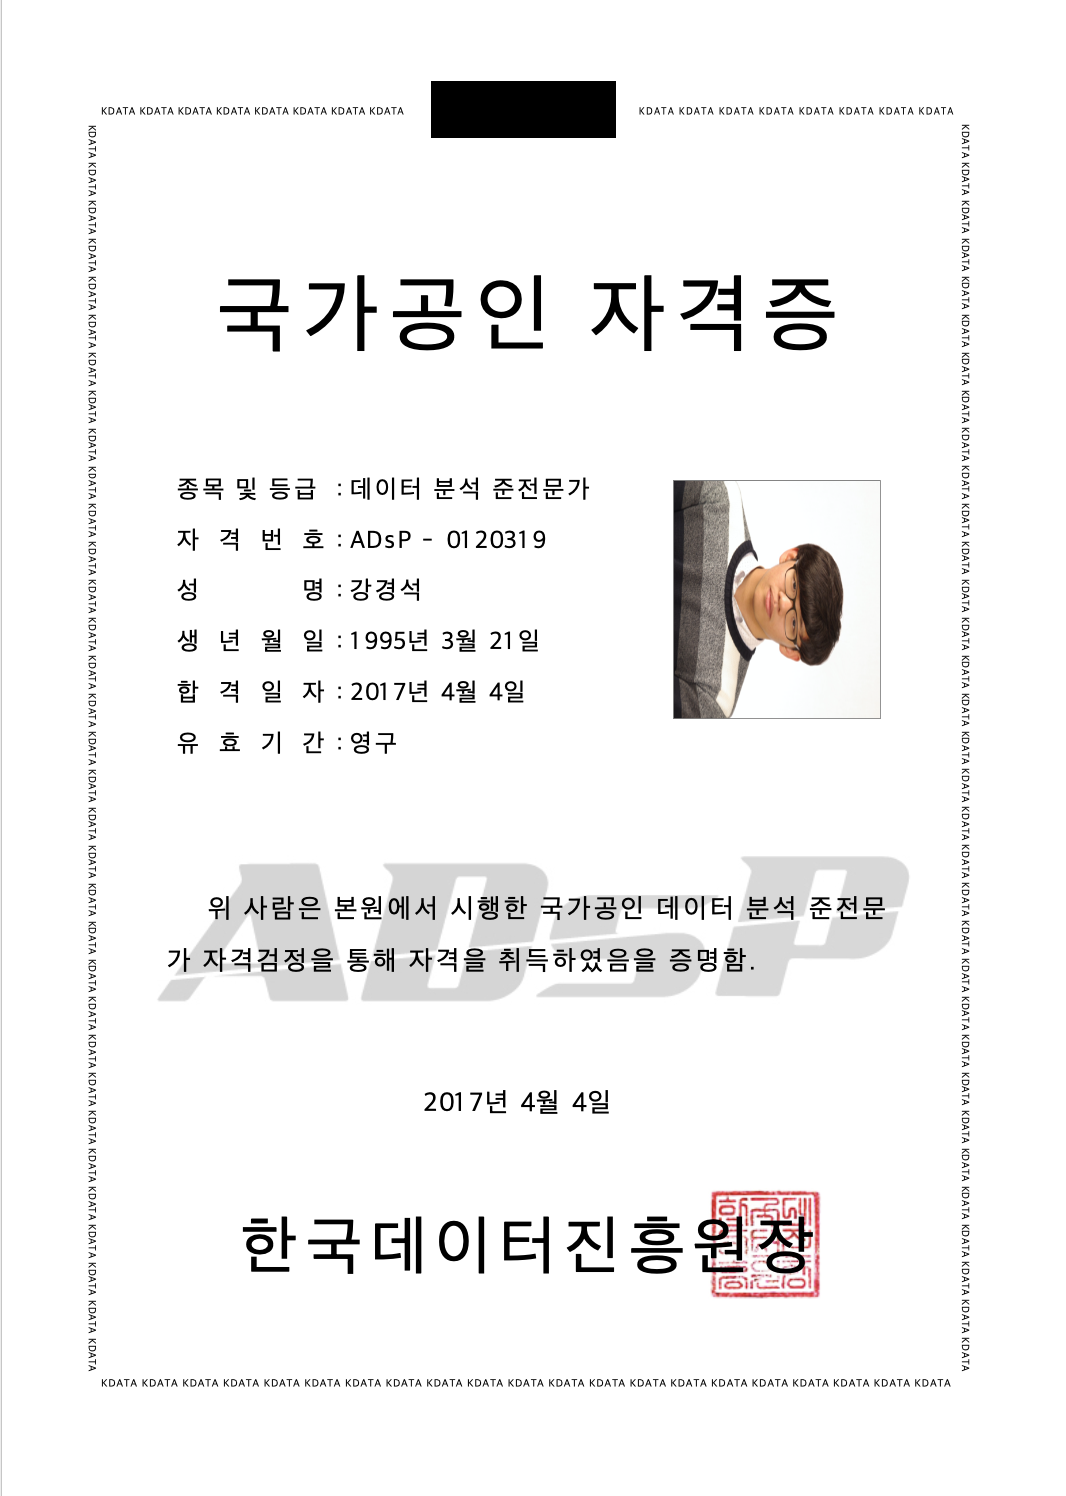 KDATA KDATA KDATA KDATA KDATA KDATA KDATA KDATA
KDATA KDATA KDATA KDATA KDATA KDATA KDATA KDATA
국가공인 자격증
종목 및 등급 : 데이터 분석 준전문가
자 격 번 호 : ADsP - 0120319
성 명 : 강경석
생 년 월 일 : 1995년 3월 21일
합 격 일 자 : 2017년 4월 4일
유 효 기 간 : 영구
ADsP
위 사람은 본원에서 시행한 국가공인 데이터 분석 준전문
가 자격검정을 통해 자격을 취득하였음을 증명함.
2017년 4월 4일
한국데이터진흥원장
KDATA KDATA KDATA KDATA KDATA KDATA KDATA KDATA KDATA KDATA KDATA KDATA KDATA KDATA KDATA KDATA KDATA KDATA KDATA KDATA KDATA